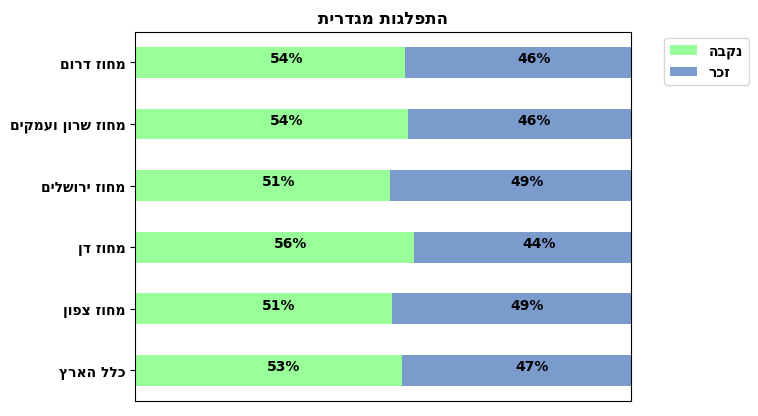 התפלגות מגדרית
נקבה
זכר
מחוז דרום 54% 46%
מחוז שרון ועמקים 54% 46%
מחוז ירושלים 51% 49%
מחוז דן 56% 44%
מחוז צפון 51% 49%
כלל הארץ 53% 47%